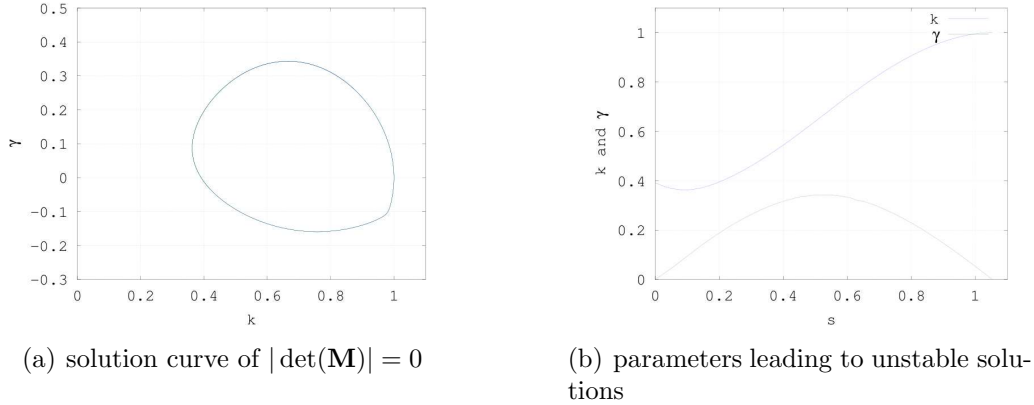 0.5
0.4
0.3
0.2
0.1
0
-0.1
-0.2
-0.3
γ
0 0.2 0.4 0.6 0.8 1
k
(a) solution curve of | det(M)| = 0
k
γ
1
0.8
0.6
0.4
0.2
0
k and γ
0 0.2 0.4 0.6 0.8 1
s
(b) parameters leading to unstable solu-
tions